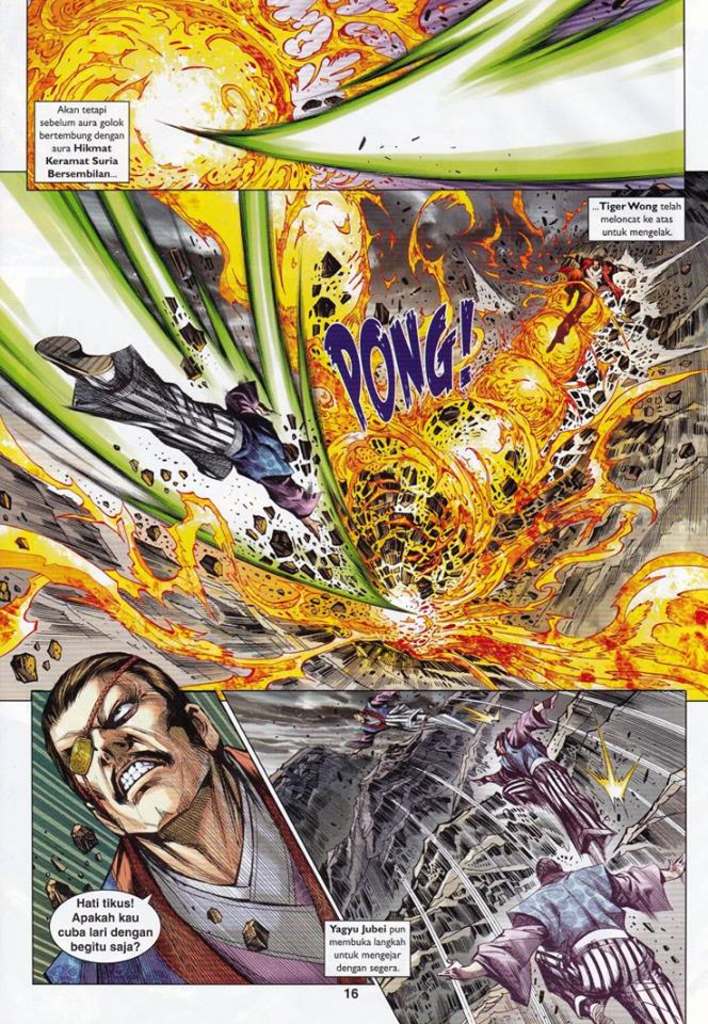 Akan tetapi
sebelum aura golok
bertembung dengan
aura Hikmat
Keramat Suria
Bersembilan...
...Tiger Wong telah
meloncat ke atas
untuk mengelak.
PONG!
Hati tikus!
Apakah kau
cuba lari dengan
begitu saja?
Yagyu Jubei pun
membuka langkah
untuk mengejar
dengan segera.
16